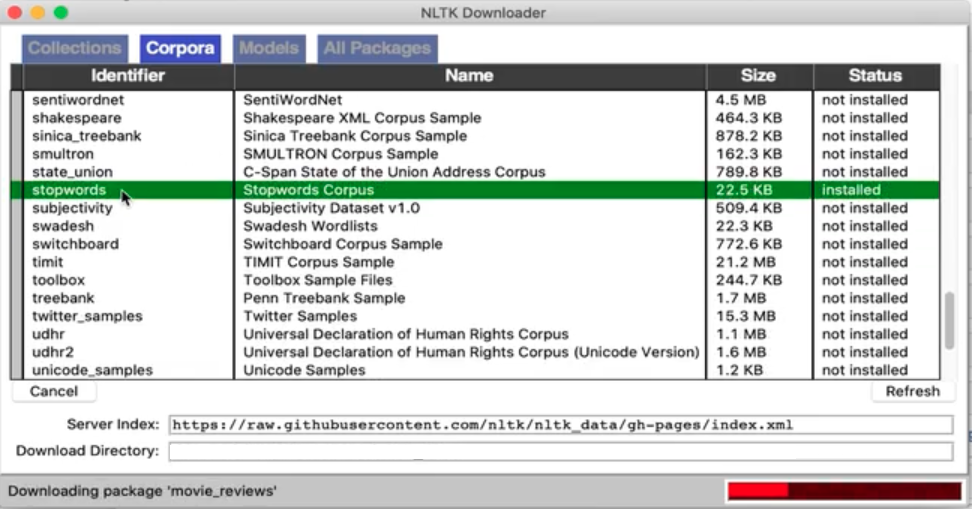 NLTK Downloader
Collections Corpora Models All Packages
Identifier Name Size Status
sentiwordnet SentiWordNet 4.5 MB not installed
shakespeare Shakespeare XML Corpus Sample 464.3 KB not installed
sinica_treebank Sinica Treebank Corpus Sample 878.2 KB not installed
smultron SMULTRON Corpus Sample 162.3 KB not installed
state_union C-Span State of the Union Address Corpus 789.8 KB not installed
stopwords Stopwords Corpus 22.5 KB installed
subjectivity Subjectivity Dataset v1.0 509.4 KB not installed
swadesh Swadesh Wordlists 22.3 KB not installed
switchboard Switchboard Corpus Sample 772.6 KB not installed
timit TIMIT Corpus Sample 21.2 MB not installed
toolbox Toolbox Sample Files 244.7 KB not installed
treebank Penn Treebank Sample 1.7 MB not installed
twitter_samples Twitter Samples 15.3 MB not installed
udhr Universal Declaration of Human Rights Corpus 1.1 MB not installed
udhr2 Universal Declaration of Human Rights Corpus (Unicode Version) 1.6 MB not installed
unicode_samples Unicode Samples 1.2 KB not installed
Cancel Refresh
Server Index: https://raw.githubusercontent.com/nltk/nltk_data/gh-pages/index.xml
Download Directory:
Downloading package 'movie_reviews'